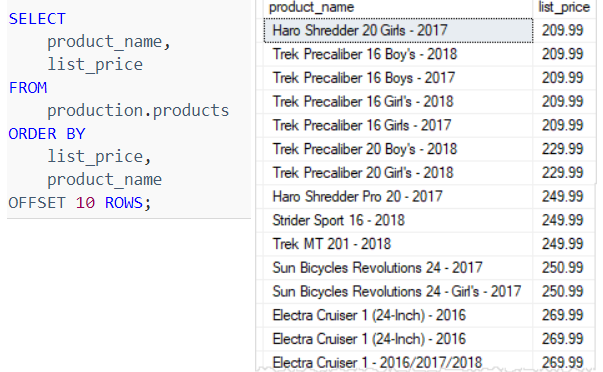 SELECT
product_name,
list_price
FROM
production.products
ORDER BY
list_price,
product_name
OFFSET 10 ROWS;
product_name list_price
Haro Shredder 20 Girls - 2017 209.99
Trek Precaliber 16 Boy's - 2018 209.99
Trek Precaliber 16 Boys - 2017 209.99
Trek Precaliber 16 Girl's - 2018 209.99
Trek Precaliber 16 Girls - 2017 209.99
Trek Precaliber 20 Boy's - 2018 229.99
Trek Precaliber 20 Girl's - 2018 229.99
Haro Shredder Pro 20 - 2017 249.99
Strider Sport 16 - 2018 249.99
Trek MT 201 - 2018 249.99
Sun Bicycles Revolutions 24 - 2017 250.99
Sun Bicycles Revolutions 24 - Girl's - 2017 250.99
Electra Cruiser 1 (24-Inch) - 2016 269.99
Electra Cruiser 1 (24-Inch) - 2016 269.99
Electra Cruiser 1 - 2016/2017/2018 269.99